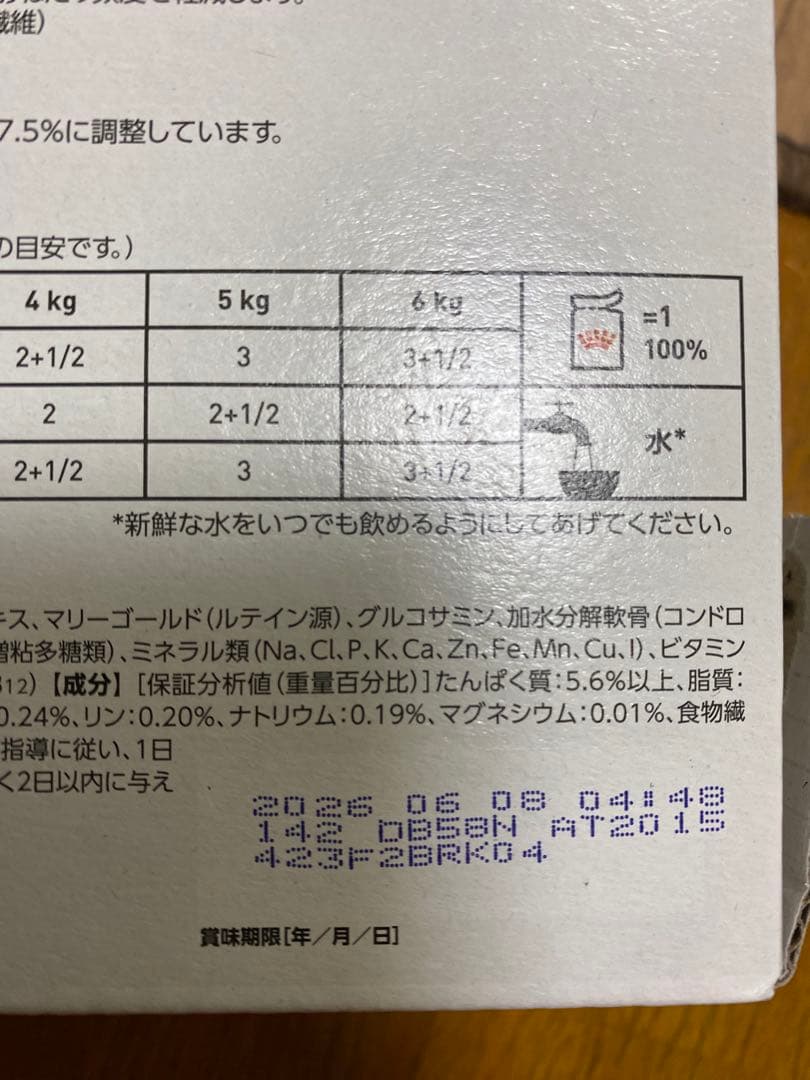 繊維）
7.5%に調整しています。
の目安です。）
4 kg 5 kg 6 kg
=1
100%
2+1/2 3 3+1/2
2 2+1/2 2+1/2
水*
2+1/2 3 3+1/2
*新鮮な水をいつでも飲めるようにしてあげてください。
キス、マリーゴールド（ルテイン源）、グルコサミン、加水分解軟骨（コンドロ
増粘多糖類）、ミネラル類（Na、Cl、P、K、Ca、Zn、Fe、Mn、Cu、I）、ビタミン
B12）【成分】［保証分析値（重量百分比）］たんぱく質：5.6%以上、脂質：
0.24%、リン：0.20%、ナトリウム：0.19%、マグネシウム：0.01%、食物繊
指導に従い、1日
く2日以内に与え
2026 06 08 04:48
142 DB58N AT2015
423F2BRK04
賞味期限［年／月／日］